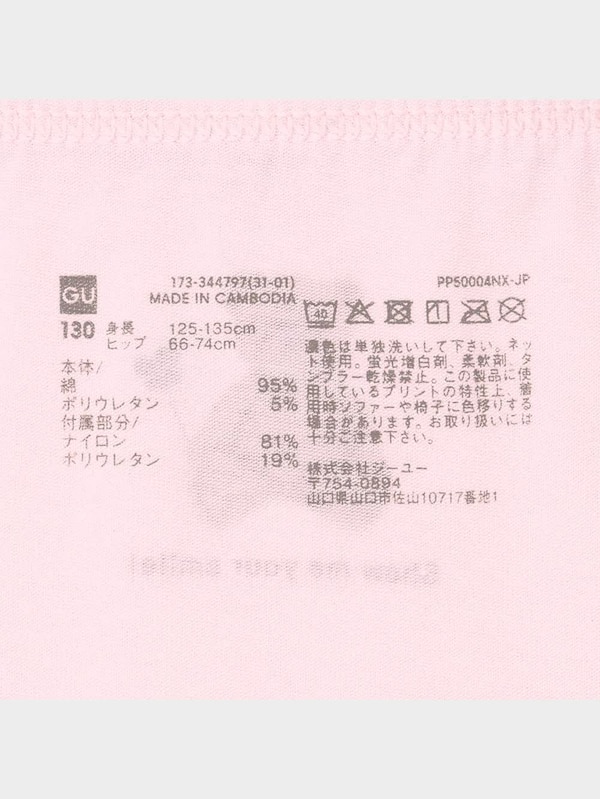 GU
173-344797(31-01)
MADE IN CAMBODIA
130 身長 125-135cm
ヒップ 66-74cm
本体/
綿 95%
ポリウレタン 5%
付属部分/
ナイロン 81%
ポリウレタン 19%
PP50004NX-JP
40
濃色は単独洗いして下さい。ネッ
ト使用。蛍光増白剤、柔軟剤、タ
ンブラー乾燥禁止。この製品に使
用しているプリントの特性上、着
用時ソファーや椅子に色移りする
場合があります。お取り扱いには
十分ご注意下さい。
株式会社ジーユー
〒754-0894
山口県山口市佐山10717番地1
Show me your smile!